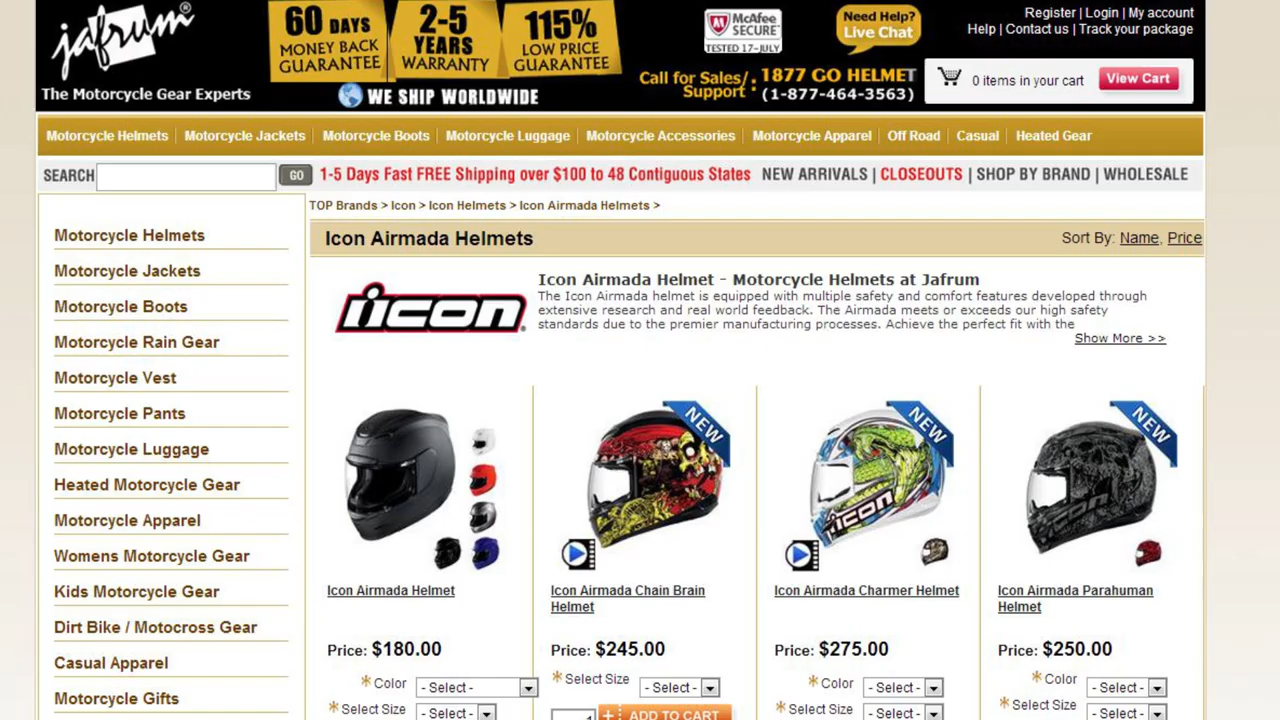 jafrum
The Motorcycle Gear Experts
60 DAYS
MONEY BACK
GUARANTEE
2-5
YEARS
WARRANTY
115%
LOW PRICE
GUARANTEE
WE SHIP WORLDWIDE
McAfee
SECURE
TESTED 17-JULY
Need Help?
Live Chat
Call for Sales/
Support : 1877 GO HELMET
(1-877-464-3563)
Register | Login | My account
Help | Contact us | Track your package
0 items in your cart
View Cart
Motorcycle Helmets
Motorcycle Jackets
Motorcycle Boots
Motorcycle Luggage
Motorcycle Accessories
Motorcycle Apparel
Off Road
Casual
Heated Gear
SEARCH
GO
1-5 Days Fast FREE Shipping over $100 to 48 Contiguous States
NEW ARRIVALS | CLOSEOUTS | SHOP BY BRAND | WHOLESALE
TOP Brands > Icon > Icon Helmets > Icon Airmada Helmets >
Motorcycle Helmets
Motorcycle Jackets
Motorcycle Boots
Motorcycle Rain Gear
Motorcycle Vest
Motorcycle Pants
Motorcycle Luggage
Heated Motorcycle Gear
Motorcycle Apparel
Womens Motorcycle Gear
Kids Motorcycle Gear
Dirt Bike / Motocross Gear
Casual Apparel
Motorcycle Gifts
Icon Airmada Helmets
Sort By: Name, Price
icon
Icon Airmada Helmet - Motorcycle Helmets at Jafrum
The Icon Airmada helmet is equipped with multiple safety and comfort features developed through
extensive research and real world feedback. The Airmada meets or exceeds our high safety
standards due to the premier manufacturing processes. Achieve the perfect fit with the
Show More >>
Icon Airmada Helmet
Price: $180.00
* Color
- Select -
* Select Size
- Select -
NEW
Icon Airmada Chain Brain
Helmet
Price: $245.00
* Select Size
- Select -
ADD TO CART
NEW
icon
Icon Airmada Charmer Helmet
Price: $275.00
* Color
- Select -
* Select Size
- Select -
NEW
icon
Icon Airmada Parahuman
Helmet
Price: $250.00
* Color
- Select -
* Select Size
- Select -